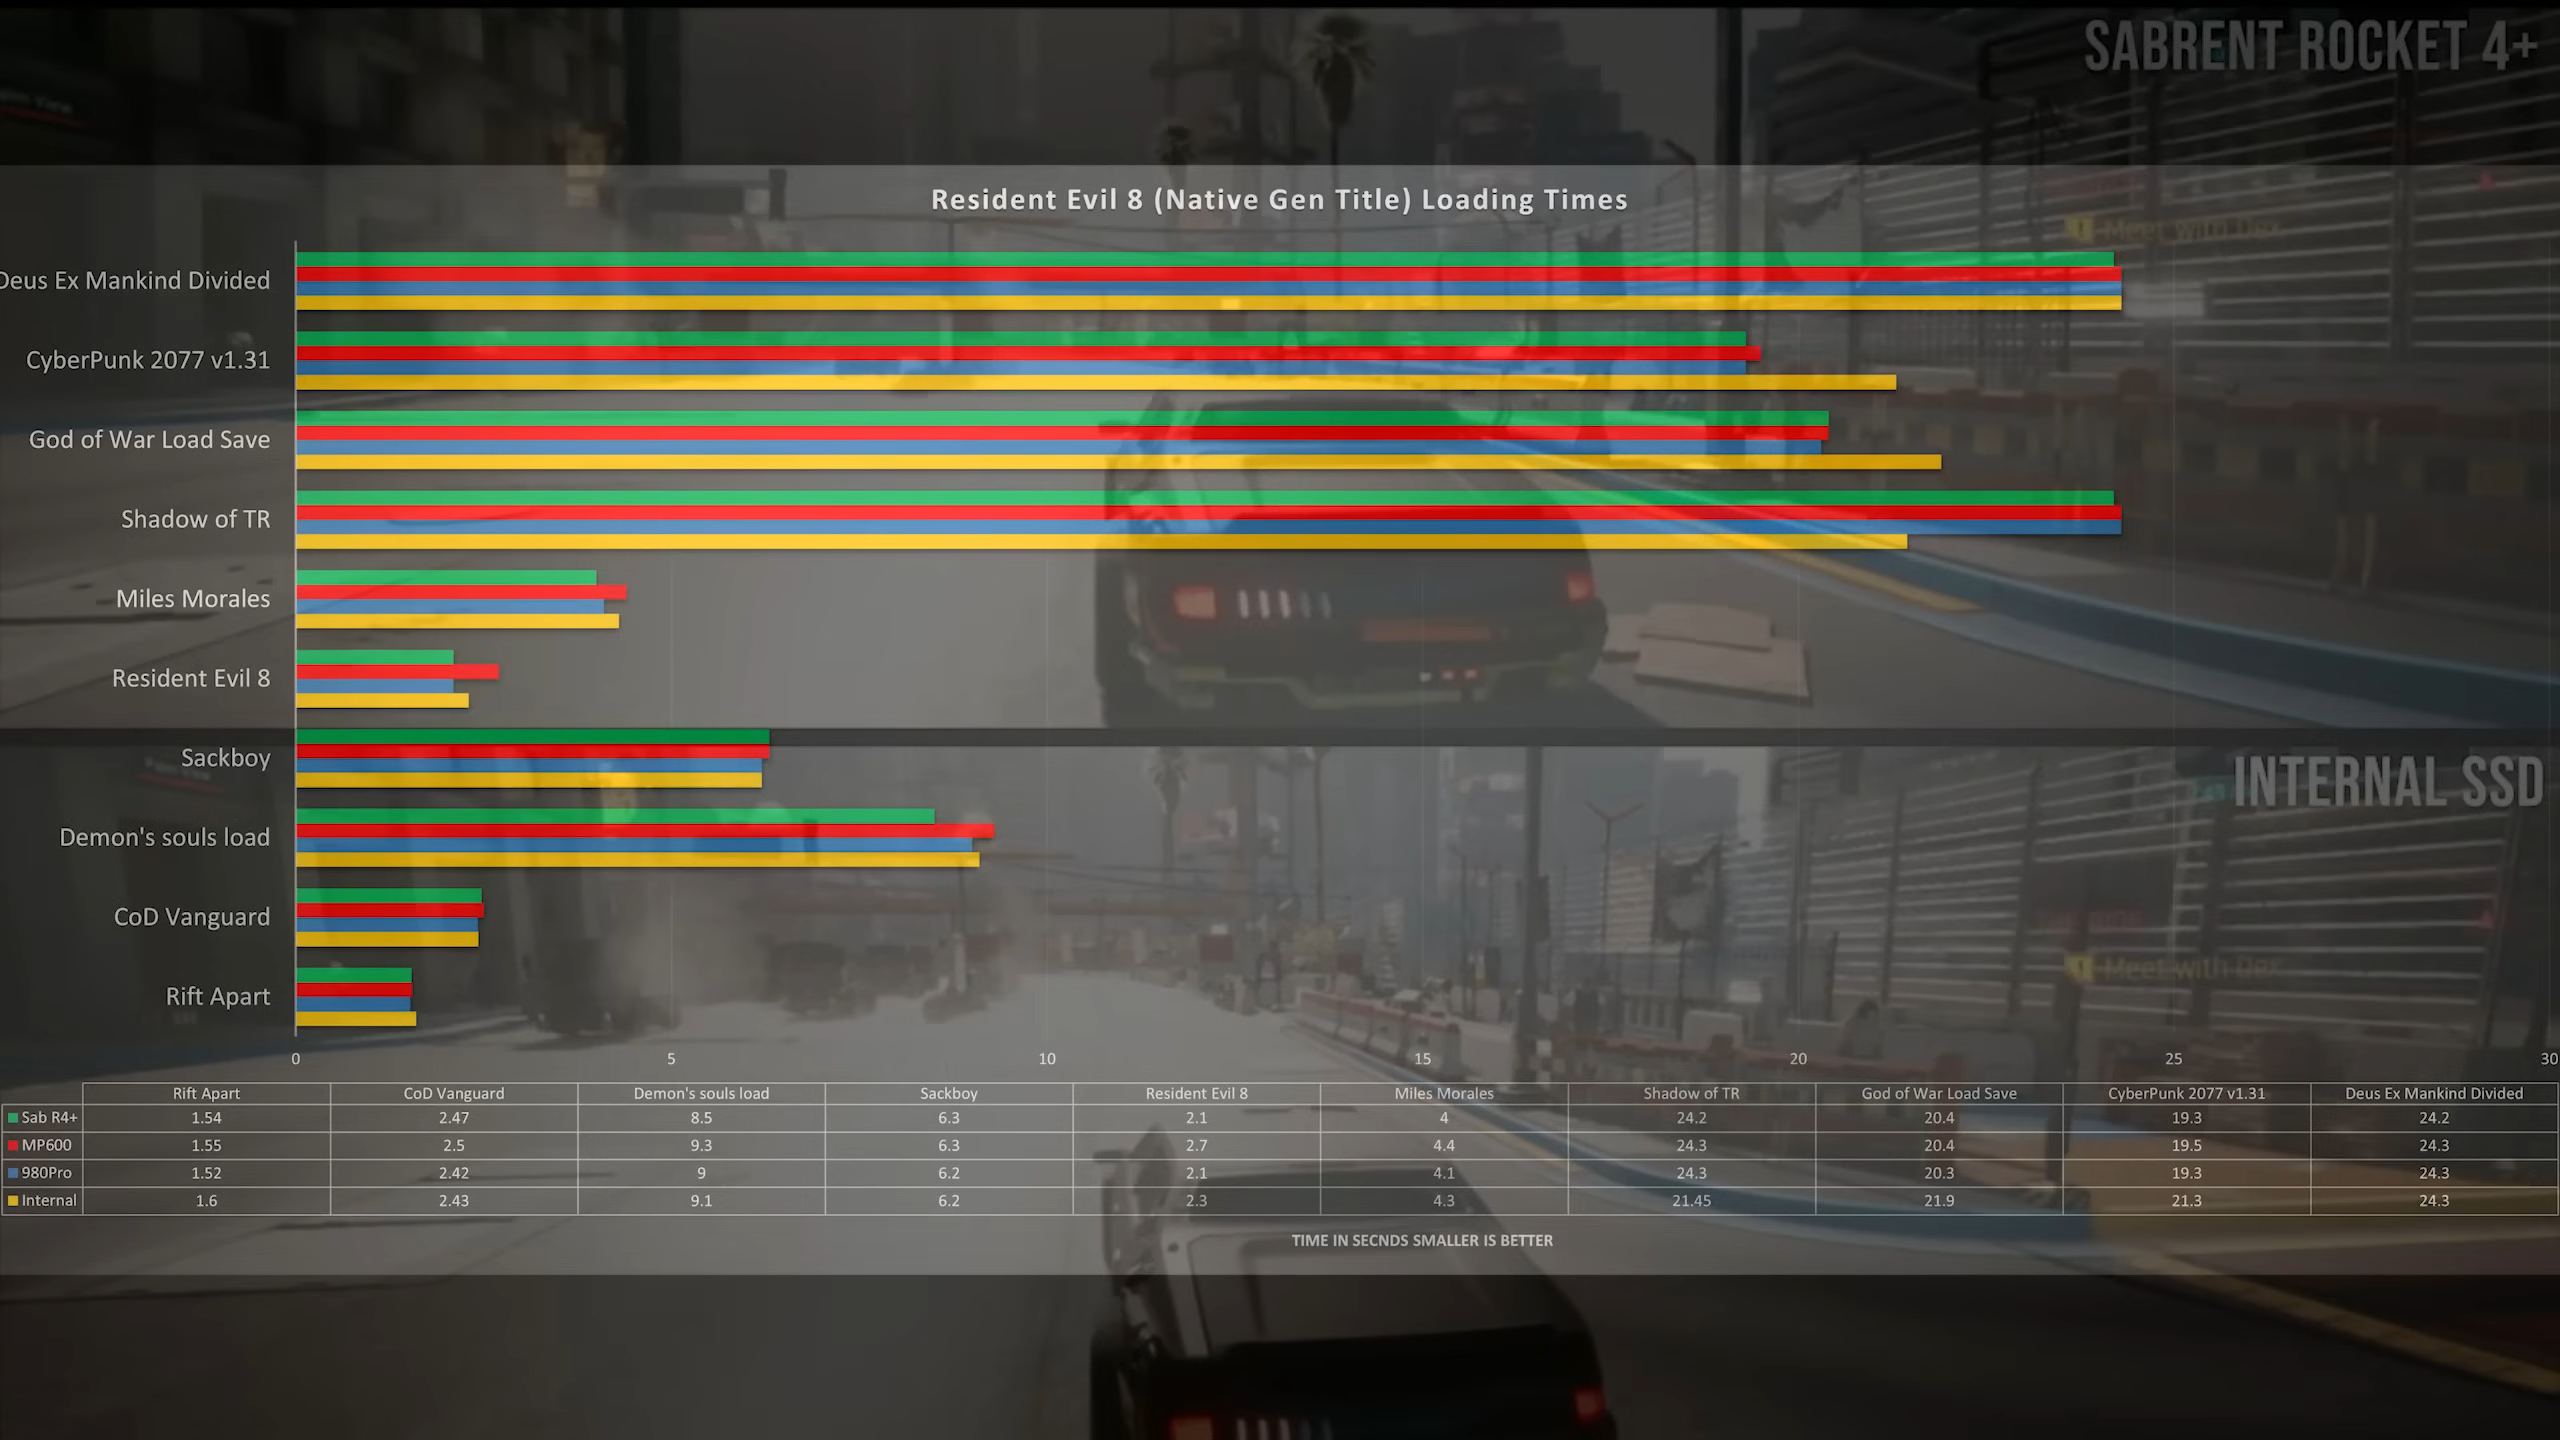 SABRENT ROCKET 4+
Resident Evil 8 (Native Gen Title) Loading Times
Meet with Dex
Deus Ex Mankind Divided
CyberPunk 2077 v1.31
God of War Load Save
Shadow of TR
Miles Morales
Resident Evil 8
Sackboy
INTERNAL SSD
Demon's souls load
CoD Vanguard
Meet with Dex
Rift Apart
0 5 10 15 20 25 30
Rift Apart CoD Vanguard Demon's souls load Sackboy Resident Evil 8 Miles Morales Shadow of TR God of War Load Save CyberPunk 2077 v1.31 Deus Ex Mankind Divided
Sab R4+ 1.54 2.47 8.5 6.3 2.1 4 24.2 20.4 19.3 24.2
MP600 1.55 2.5 9.3 6.3 2.7 4.4 24.3 20.4 19.5 24.3
980Pro 1.52 2.42 9 6.2 2.1 4.1 24.3 20.3 19.3 24.3
Internal 1.6 2.43 9.1 6.2 2.3 4.3 21.45 21.9 21.3 24.3
TIME IN SECNDS SMALLER IS BETTER